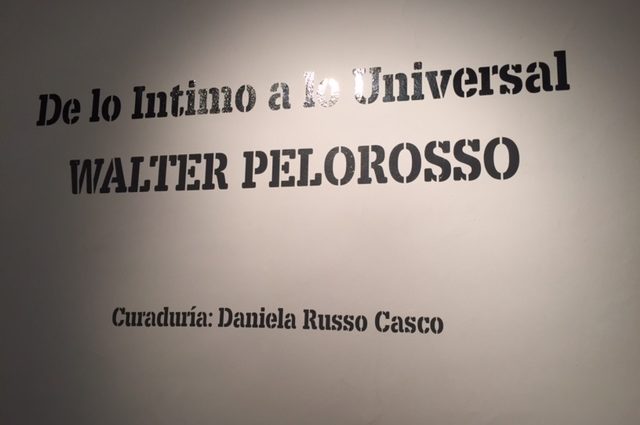 De lo Intimo a lo Universal
WALTER PELOROSSO
Curaduría: Daniela Russo Casco